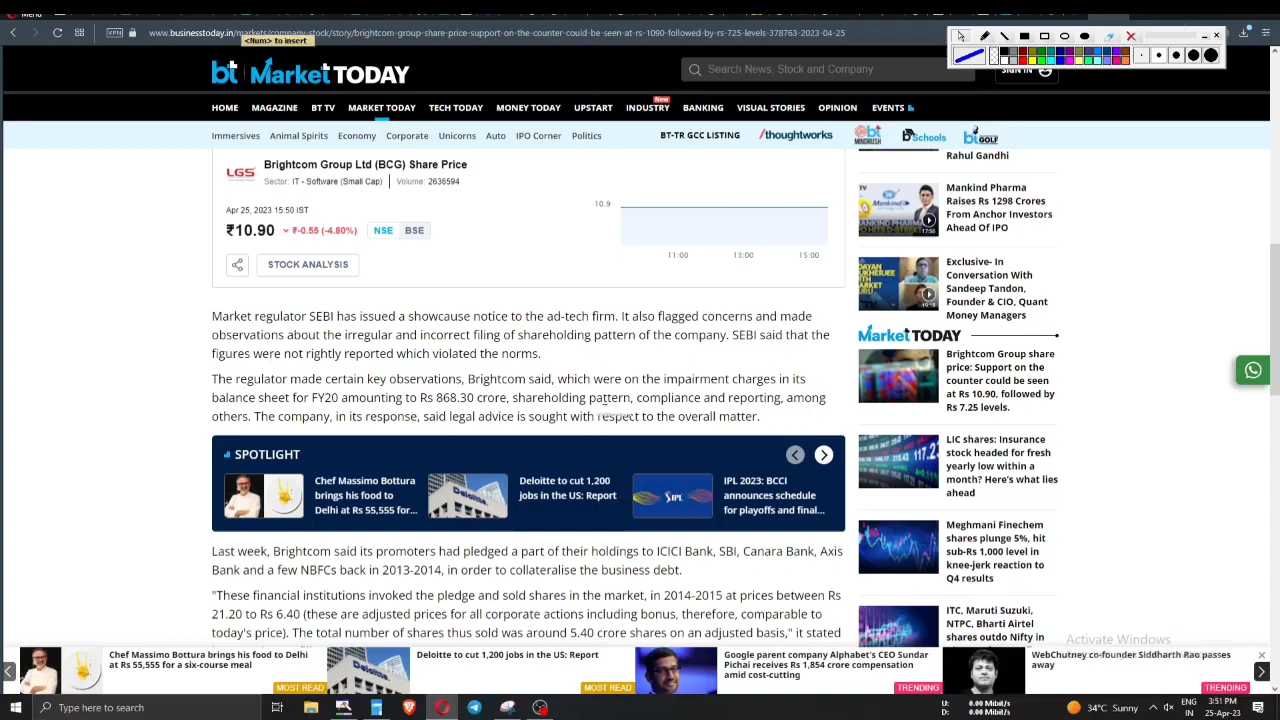 Menu
VPN
www.businesstoday.in/markets/company-stock/story/brightcom-group-share-price-support-on-the-counter-could-be-seen-at-rs-1090-followed-by-rs-725-levels-378763-2023-04-25
<Num> to insert
bt Market TODAY
Search News, Stock and Company
SIGN IN
HOME MAGAZINE BT TV MARKET TODAY TECH TODAY MONEY TODAY UPSTART INDUSTRY New BANKING VISUAL STORIES OPINION EVENTS
Immersives Animal Spirits Economy Corporate Unicorns Auto IPO Corner Politics BT-TR GCC LISTING /thoughtworks bt MINDRUSH B Schools bt GOLF
LGS
Brightcom Group Ltd (BCG) Share Price
Sector: IT - Software (Small Cap) Volume: 2636594
Apr 25, 2023 15:50 IST
₹10.90 ₹-0.55 (-4.80%) NSE BSE
STOCK ANALYSIS
10.9
11:00 13:00 15:00
Market regulator SEBI has issued a showcause notice to the ad-tech firm. It also flagged concerns and made
observations about the irregular and incorrect filing of shareholding pattern of the company. SEBI said that the
figures were not rightly reported which violated the norms.
The regulator made certain key observations, Brightcom said, which were on the impairment charges in its
balance sheet for FY20 amounting to Rs 868.30 crore, shareholding pattern, compliance and reporting, among
others. The company, in its response, said legal advice is sought with respect to the overall matter.
SPOTLIGHT
Chef Massimo Bottura
brings his food to
Delhi at Rs 55,555 for...
Deloitte to cut 1,200
jobs in the US: Report
IPL 2023: BCCI
announces schedule
for playoffs and final...
Last week, Brightcom said its promoters had pledged a part of their holdings to ICICI Bank, SBI, Canara Bank, Axis
Bank and a few NBFCs back in 2013-2014, in order to collateralise the business debt.
"These financial institutions invoked the pledge and sold shares in the market, in 2014-2015 at prices between Rs
21.20 to Rs 6.40 (these are adjusted prices for all corporate actions including bonus, therefore, comparable to
today's price). The total number of shares thus sold was around 5.40 crore shares on an adjusted basis," it stated
Rahul Gandhi
17:56
Mankind Pharma
Raises Rs 1298 Crores
From Anchor Investors
Ahead Of IPO
19:18
Exclusive- In
Conversation With
Sandeep Tandon,
Founder & CIO, Quant
Money Managers
Market TODAY
Brightcom Group share
price: Support on the
counter could be seen
at Rs 10.90, followed by
Rs 7.25 levels.
LIC shares: Insurance
stock headed for fresh
yearly low within a
month? Here's what lies
ahead
Meghmani Finechem
shares plunge 5%, hit
sub-Rs 1,000 level in
knee-jerk reaction to
Q4 results
ITC, Maruti Suzuki,
NTPC, Bharti Airtel
shares outdo Nifty in
Activate Windows
Chef Massimo Bottura brings his food to Delhi
at Rs 55,555 for a six-course meal
MOST READ
Deloitte to cut 1,200 jobs in the US: Report
MOST READ
Google parent company Alphabet's CEO Sundar
Pichai receives Rs 1,854 crore compensation
amid cost-cutting
TRENDING
WebChutney co-founder Siddharth Rao passes
away
TRENDING
Type here to search
U: 0.00 Mibit/s
D: 0.00 Mibit/s
34°C Sunny
ENG
IN
3:51 PM
25-Apr-23